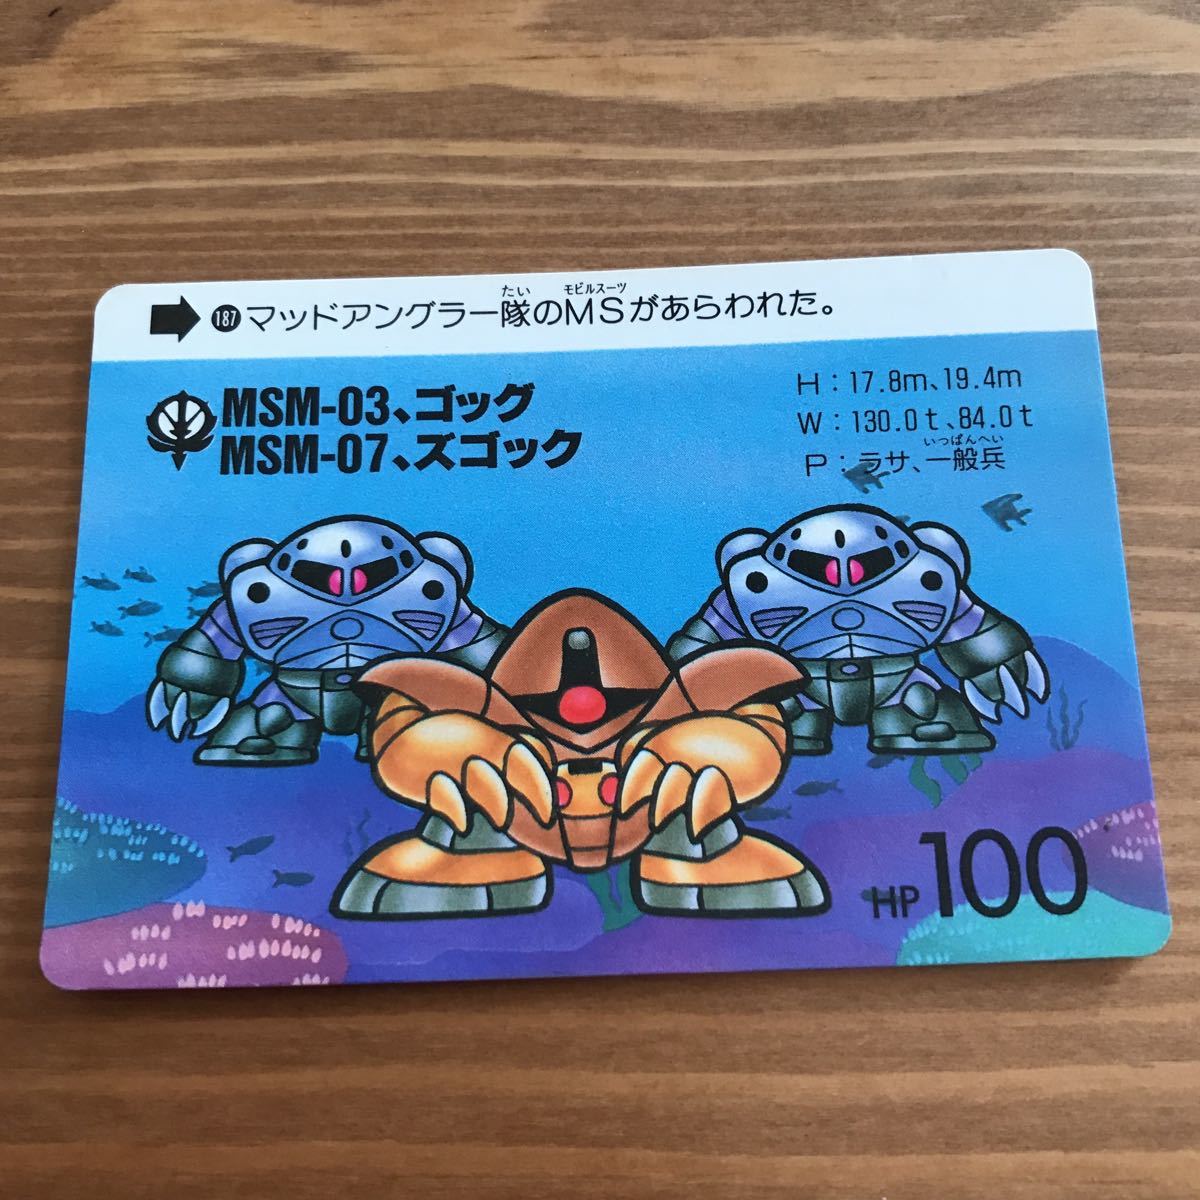 187 マッドアングラー隊のMSがあらわれた。
たい モビルスーツ
MSM-03、ゴッグ
MSM-07、ズゴック
H:17.8m、19.4m
W:130.0t、84.0t
いっぱんへい
P:ラサ、一般兵
HP 100